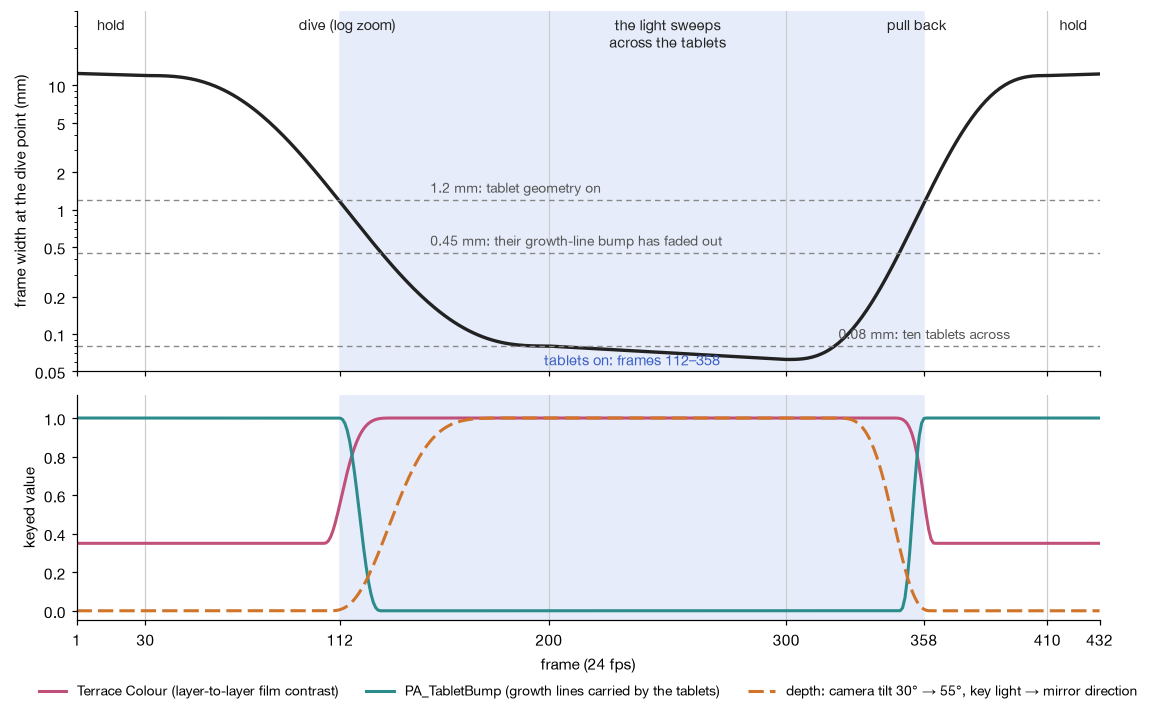 hold
dive (log zoom)
the light sweeps
across the tablets
pull back
hold
frame width at the dive point (mm)
10
5
2
1
0.5
0.2
0.1
0.05
1.2 mm: tablet geometry on
0.45 mm: their growth-line bump has faded out
0.08 mm: ten tablets across
tablets on: frames 112–358
keyed value
1.0
0.8
0.6
0.4
0.2
0.0
1
30
112
200
300
358
410
432
frame (24 fps)
Terrace Colour (layer-to-layer film contrast)
PA_TabletBump (growth lines carried by the tablets)
depth: camera tilt 30° → 55°, key light → mirror direction